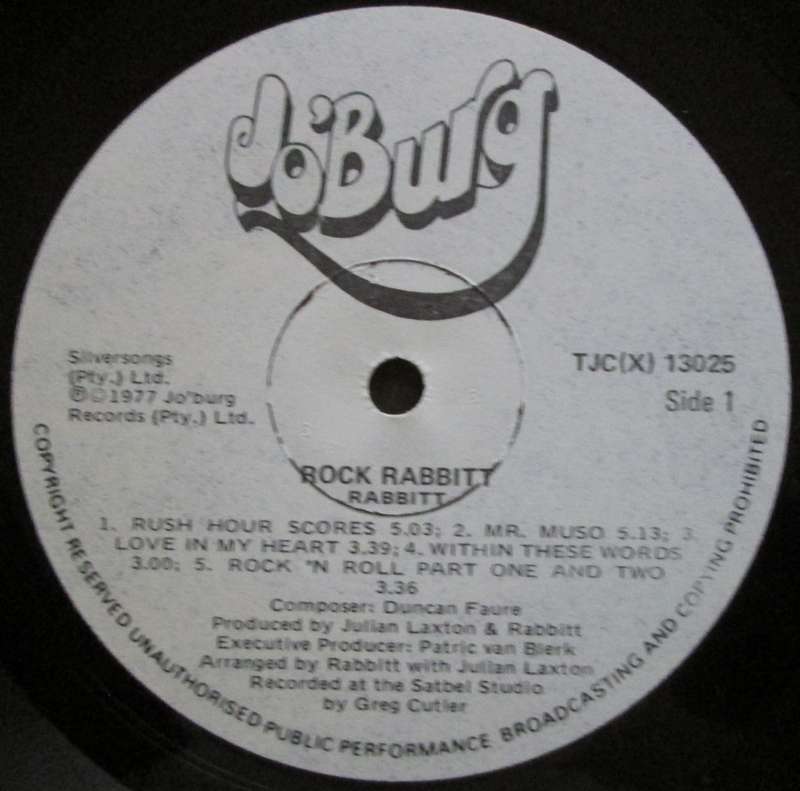 Jo'Burg
Silversongs
(Pty.) Ltd.
℗©1977 Jo'burg
Records (Pty.) Ltd.
TJC(X) 13025
Side 1
ROCK RABBITT
RABBITT
1. RUSH HOUR SCORES 5.03; 2. MR. MUSO 5.13; 3.
LOVE IN MY HEART 3.39; 4. WITHIN THESE WORDS
3.00; 5. ROCK 'N ROLL PART ONE AND TWO
3.36
Composer: Duncan Faure
Produced by Julian Laxton & Rabbitt
Executive Producer: Patric van Blerk
Arranged by Rabbitt with Julian Laxton
Recorded at the Satbel Studio
by Greg Cutler
COPYRIGHT RESERVED UNAUTHORISED PUBLIC PERFORMANCE BROADCASTING AND COPYING PROHIBITED